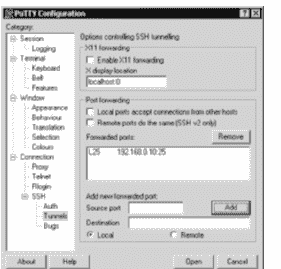 PuTTY Configuration
Category:
Session
Logging
Terminal
Keyboard
Bell
Features
Window
Appearance
Behaviour
Translation
Selection
Colours
Connection
Proxy
Telnet
Rlogin
SSH
Auth
Tunnels
Bugs
Options controlling SSH tunnelling
X11 forwarding
Enable X11 forwarding
X display location
localhost:0
Port forwarding
Local ports accept connections from other hosts
Remote ports do the same (SSH v2 only)
Forwarded ports:
Remove
L25 192.168.0.10:25
Add new forwarded port:
Source port
Add
Destination
Local
Remote
About
Help
Open
Cancel